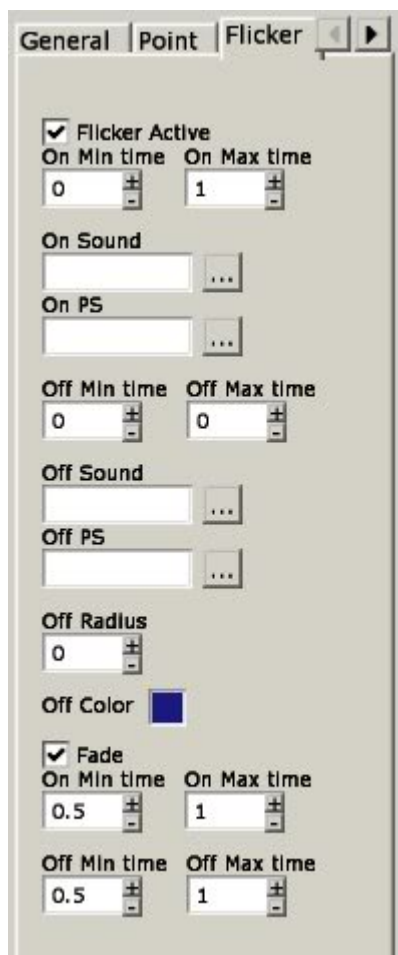 General Point Flicker
Flicker Active
On Min time On Max time
0 + - 1 + -
On Sound
...
On PS
...
Off Min time Off Max time
0 + - 0 + -
Off Sound
...
Off PS
...
Off Radius
0 + -
Off Color
Fade
On Min time On Max time
0.5 + - 1 + -
Off Min time Off Max time
0.5 + - 1 + -